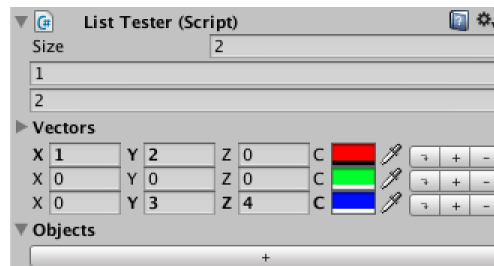 List Tester (Script)
Size 2
1
2
Vectors
X 1 Y 2 Z 0 C + -
X 0 Y 0 Z 0 C + -
X 0 Y 3 Z 4 C + -
Objects
+